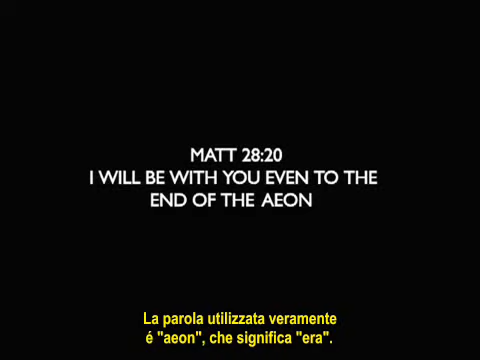 MATT 28:20
I WILL BE WITH YOU EVEN TO THE
END OF THE AEON
La parola utilizzata veramente
é "aeon", che significa "era".